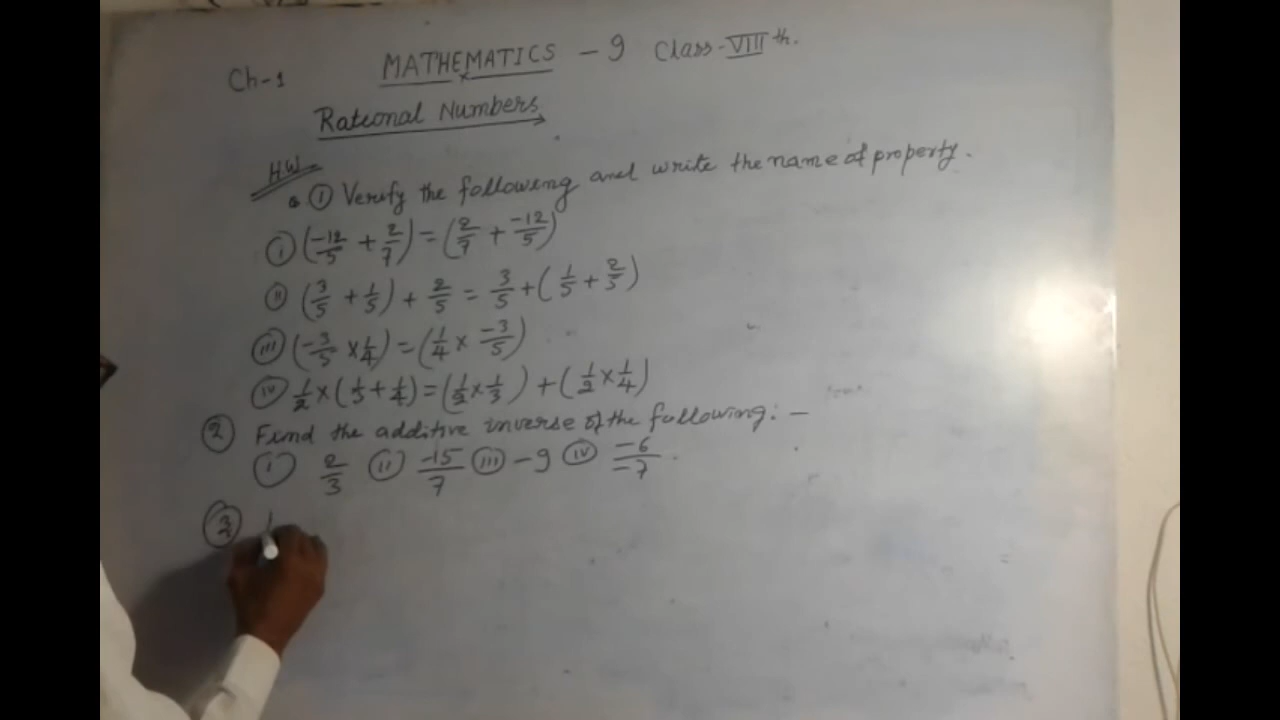 Ch-1 MATHEMATICS - 9 Class-VIIIth.
Rational Numbers
HW
Q ① Verify the following and write the name of property.
(i) (-12/5 + 2/7) = (2/7 + -12/5)
(ii) (3/5 + 1/5) + 2/5 = 3/5 + (1/5 + 2/5)
(iii) (-3/5 × 1/4) = (1/4 × -3/5)
(iv) 1/2 × (1/3 + 1/4) = (1/2 × 1/3) + (1/2 × 1/4)
② Find the additive inverse of the following: -
(i) 2/3 (ii) -15/7 (iii) -9 (iv) -6/-7.
③